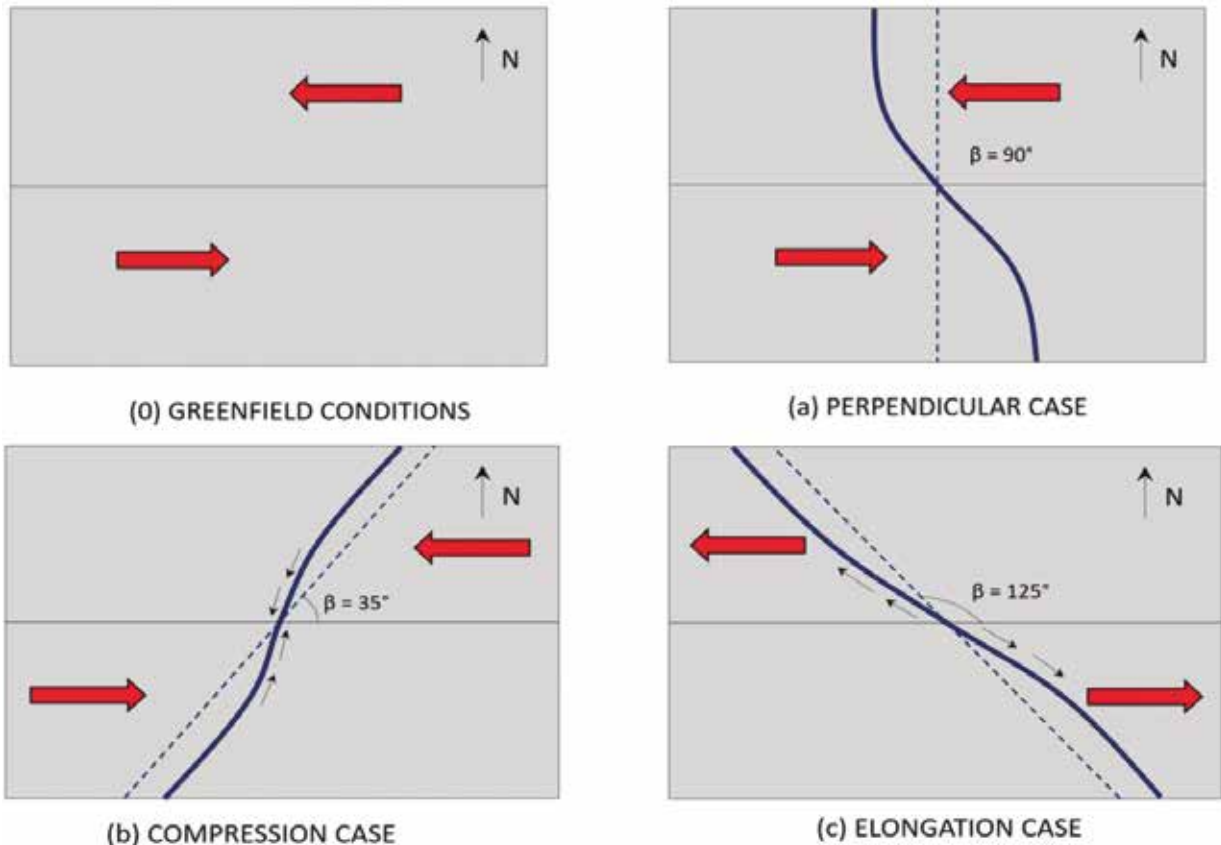 N
(0) GREENFIELD CONDITIONS
N
β = 90°
(a) PERPENDICULAR CASE
N
β = 35°
(b) COMPRESSION CASE
N
β = 125°
(c) ELONGATION CASE